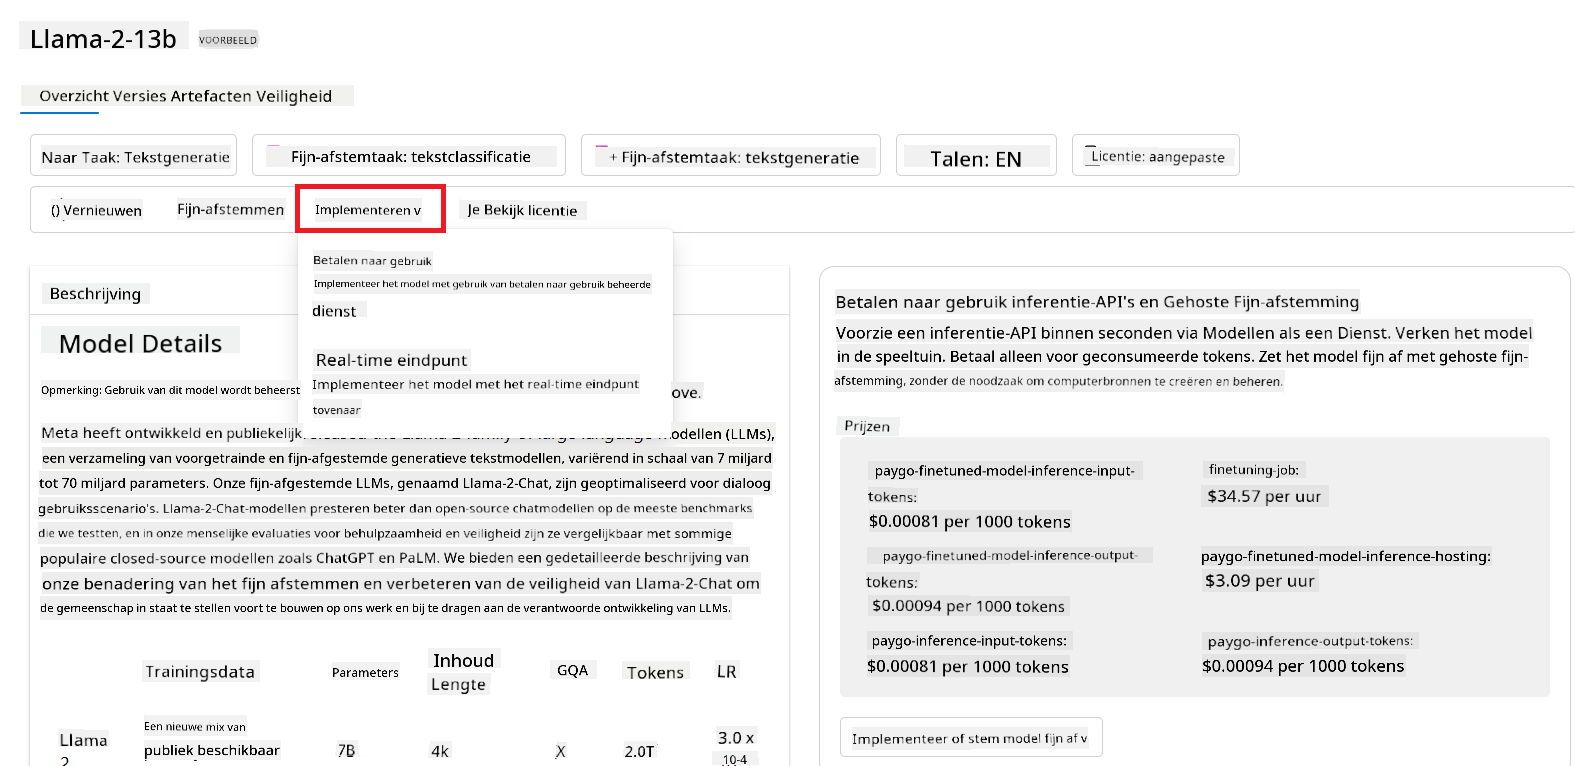 Llama-2-13b VOORBEELD
Overzicht Versies Artefacten Veiligheid
Naar Taak: Tekstgeneratie
Fijn-afstemtaak: tekstclassificatie
+ Fijn-afstemtaak: tekstgeneratie
Talen: EN
Licentie: aangepaste
() Vernieuwen
Fijn-afstemmen
Implementeren v
Je Bekijk licentie
Betalen naar gebruik
Implementeer het model met gebruik van betalen naar gebruik beheerde
dienst
Real-time eindpunt
Implementeer het model met het real-time eindpunt
tovenaar
Beschrijving
Model Details
Opmerking: Gebruik van dit model wordt beheerst
ove.
Meta heeft ontwikkeld en publiekelijk released the Llama 2 family of large language modellen (LLMs),
een verzameling van voorgetrainde en fijn-afgestemde generatieve tekstmodellen, variërend in schaal van 7 miljard
tot 70 miljard parameters. Onze fijn-afgestemde LLMs, genaamd Llama-2-Chat, zijn geoptimaliseerd voor dialoog
gebruiksscenario's. Llama-2-Chat-modellen presteren beter dan open-source chatmodellen op de meeste benchmarks
die we testten, en in onze menselijke evaluaties voor behulpzaamheid en veiligheid zijn ze vergelijkbaar met sommige
populaire closed-source modellen zoals ChatGPT en PaLM. We bieden een gedetailleerde beschrijving van
onze benadering van het fijn afstemmen en verbeteren van de veiligheid van Llama-2-Chat om
de gemeenschap in staat te stellen voort te bouwen op ons werk en bij te dragen aan de verantwoorde ontwikkeling van LLMs.
Trainingsdata
Parameters
Inhoud
Lengte
GQA
Tokens
LR
Llama
2
Een nieuwe mix van
publiek beschikbaar
7B
4k
X
2.0T
3.0 x
10-4
Betalen naar gebruik inferentie-API's en Gehoste Fijn-afstemming
Voorzie een inferentie-API binnen seconden via Modellen als een Dienst. Verken het model
in de speeltuin. Betaal alleen voor geconsumeerde tokens. Zet het model fijn af met gehoste fijn-
afstemming, zonder de noodzaak om computerbronnen te creëren en beheren.
Prijzen
paygo-finetuned-model-inference-input-
tokens:
$0.00081 per 1000 tokens
finetuning-job:
$34.57 per uur
paygo-finetuned-model-inference-output-
tokens:
$0.00094 per 1000 tokens
paygo-finetuned-model-inference-hosting:
$3.09 per uur
paygo-inference-input-tokens:
$0.00081 per 1000 tokens
paygo-inference-output-tokens:
$0.00094 per 1000 tokens
Implementeer of stem model fijn af v